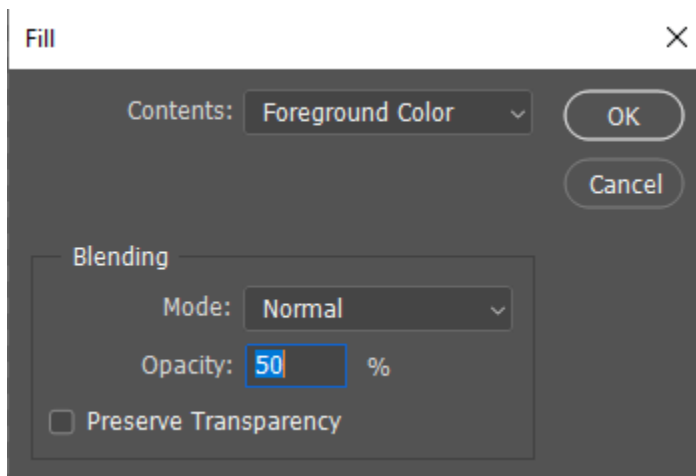 Fill
Contents: Foreground Color OK
Cancel
Blending
Mode: Normal
Opacity: 50 %
Preserve Transparency